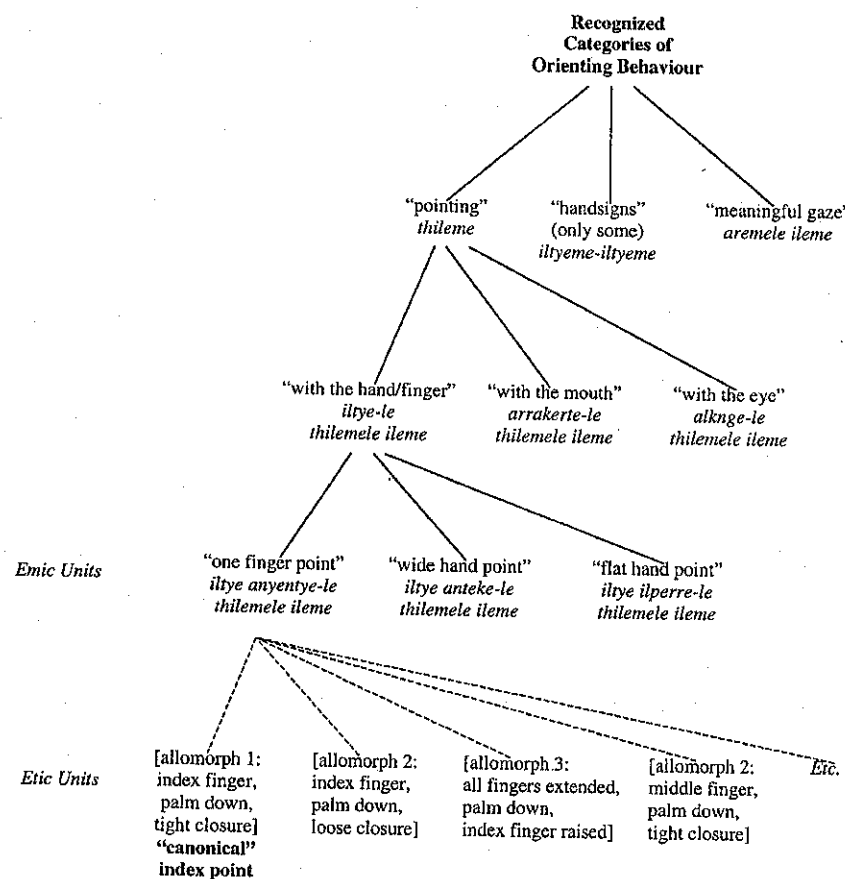 Recognized
Categories of
Orienting Behaviour
“pointing”
thileme
“handsigns”
(only some)
iltyeme-iltyeme
“meaningful gaze’
aremele ileme
“with the hand/finger”
iltye-le
thilemele ileme
“with the mouth”
arrakerte-le
thilemele ileme
“with the eye”
alknge-le
thilemele ileme
Emic Units
“one finger point”
iltye anyentye-le
thilemele ileme
“wide hand point”
iltye anteke-le
thilemele ileme
“flat hand point”
iltye ilperre-le
thilemele ileme
Etic Units
[allomorph 1:
index finger,
palm down,
tight closure]
“canonical”
index point
[allomorph 2:
index finger,
palm down,
loose closure]
[allomorph 3:
all fingers extended,
palm down,
index finger raised]
[allomorph 2:
middle finger,
palm down,
tight closure]
Etc.